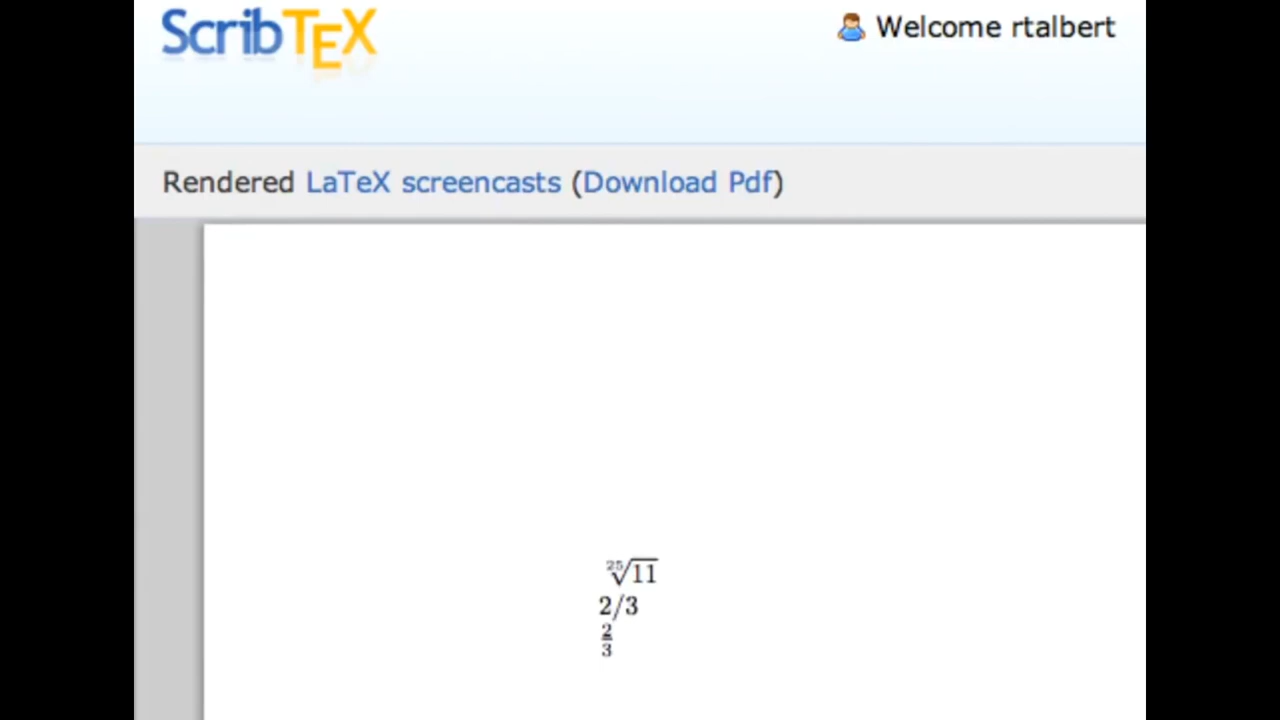 ScribTEX
Welcome rtalbert
Rendered LaTeX screencasts (Download Pdf)
²⁵√11
2/3
2
3